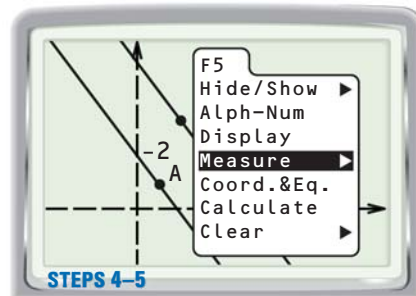 F5
Hide/Show
Alph-Num
Display
Measure
Coord.&Eq.
Calculate
Clear
-2
A
STEPS 4–5